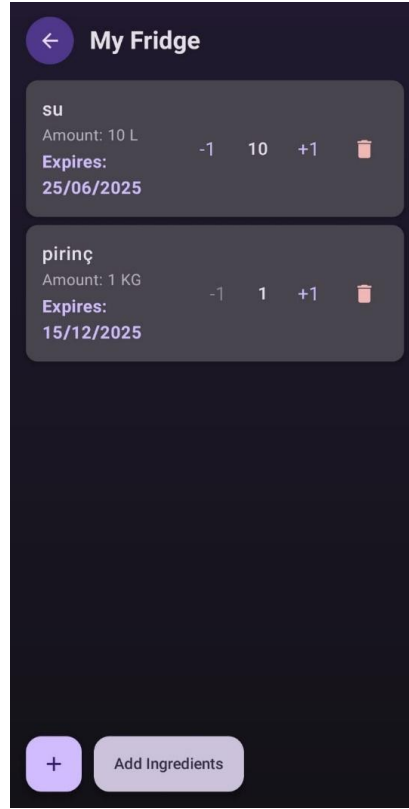 My Fridge
su
Amount: 10 L
Expires:
25/06/2025
-1 10 +1
pirinç
Amount: 1 KG
Expires:
15/12/2025
-1 1 +1
+ Add Ingredients